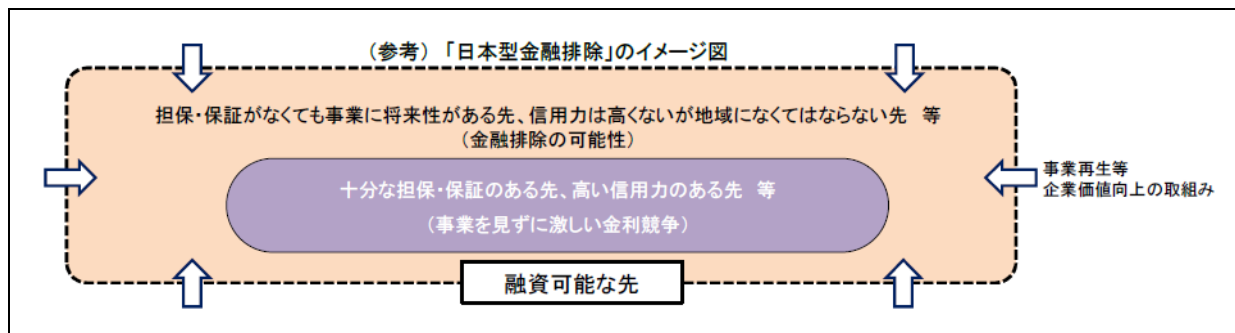 (参考) 「日本型金融排除」のイメージ図
担保・保証がなくても事業に将来性がある先、信用力は高くないが地域になくてはならない先 等
(金融排除の可能性)
十分な担保・保証のある先、高い信用力のある先 等
(事業を見ずに激しい金利競争)
事業再生等
企業価値向上の取組み
融資可能な先